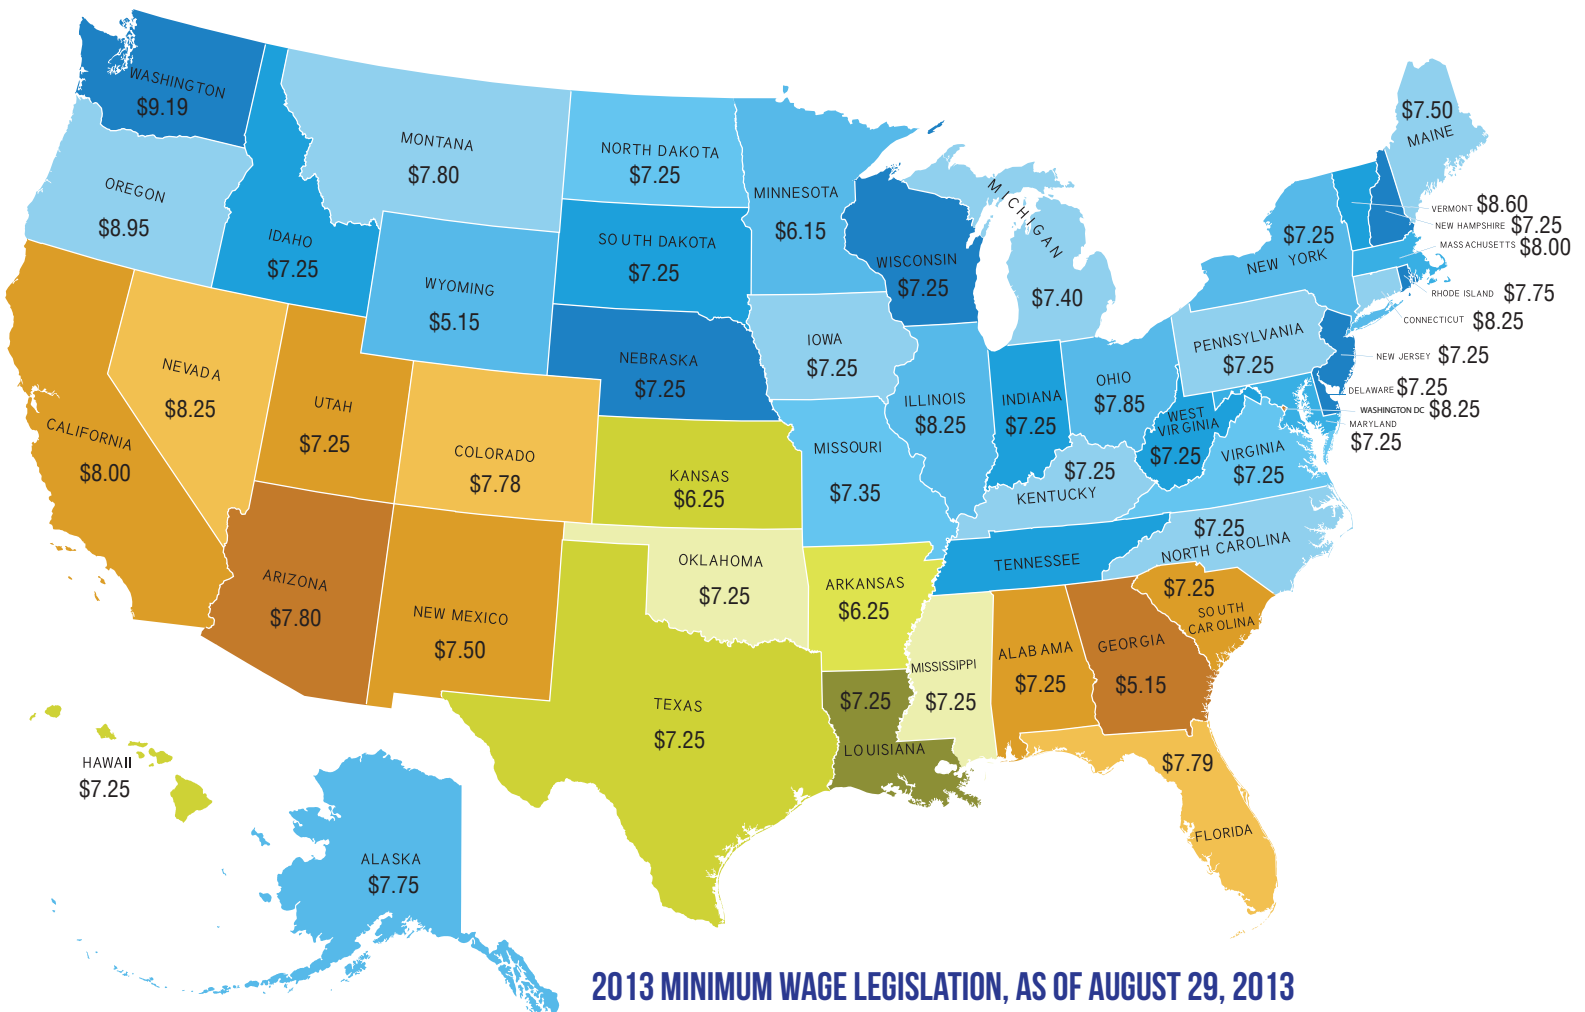 WASHINGTON
$9.19
OREGON
$8.95
CALIFORNIA
$8.00
NEVADA
$8.25
IDAHO
$7.25
MONTANA
$7.80
WYOMING
$5.15
UTAH
$7.25
COLORADO
$7.78
ARIZONA
$7.80
NEW MEXICO
$7.50
NORTH DAKOTA
$7.25
SOUTH DAKOTA
$7.25
NEBRASKA
$7.25
KANSAS
$6.25
OKLAHOMA
$7.25
TEXAS
$7.25
MINNESOTA
$6.15
IOWA
$7.25
MISSOURI
$7.35
ARKANSAS
$6.25
$7.25
LOUISIANA
WISCONSIN
$7.25
ILLINOIS
$8.25
MICHIGAN
$7.40
INDIANA
$7.25
OHIO
$7.85
$7.25
KENTUCKY
TENNESSEE
MISSISSIPPI
$7.25
ALABAMA
$7.25
GEORGIA
$5.15
$7.79
FLORIDA
$7.25
SOUTH
CAROLINA
$7.25
NORTH CAROLINA
VIRGINIA
$7.25
WEST
VIRGINIA
$7.25
PENNSYLVANIA
$7.25
$7.25
NEW YORK
$7.50
MAINE
VERMONT $8.60
NEW HAMPSHIRE $7.25
MASSACHUSETTS $8.00
RHODE ISLAND $7.75
CONNECTICUT $8.25
NEW JERSEY $7.25
DELAWARE $7.25
WASHINGTON DC $8.25
MARYLAND
$7.25
HAWAII
$7.25
ALASKA
$7.75
2013 MINIMUM WAGE LEGISLATION, AS OF AUGUST 29, 2013